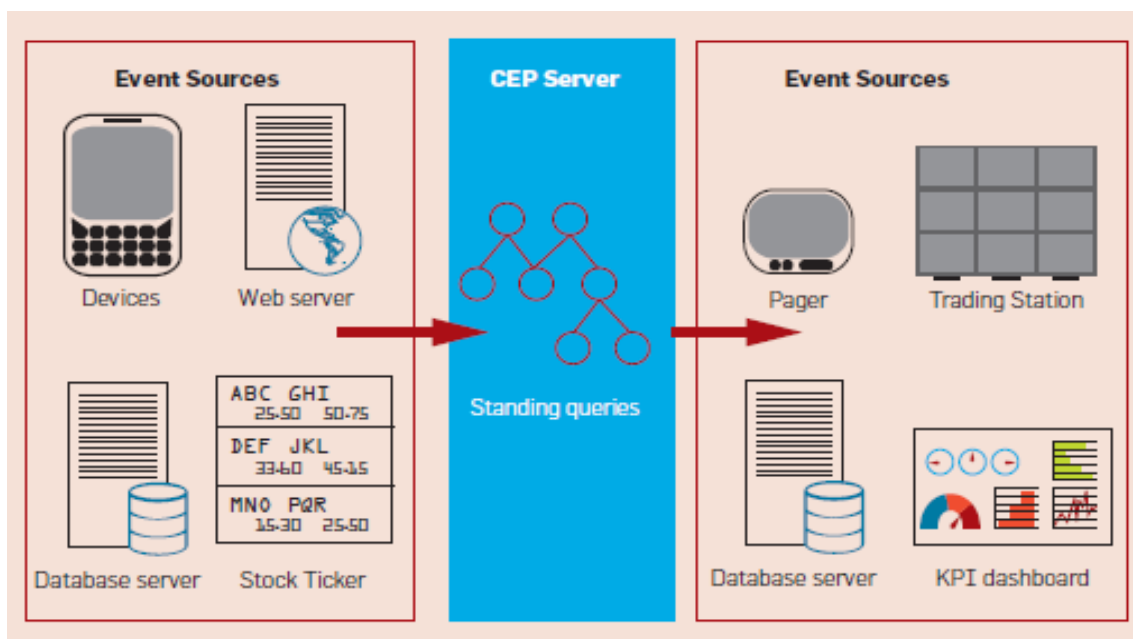 Event Sources
Devices
Web server
Database server
ABC GHI
25.50 50.75
DEF JKL
33.60 45.15
MNO PQR
15.30 25.50
Stock Ticker
CEP Server
Standing queries
Event Sources
Pager
Trading Station
Database server
KPI dashboard